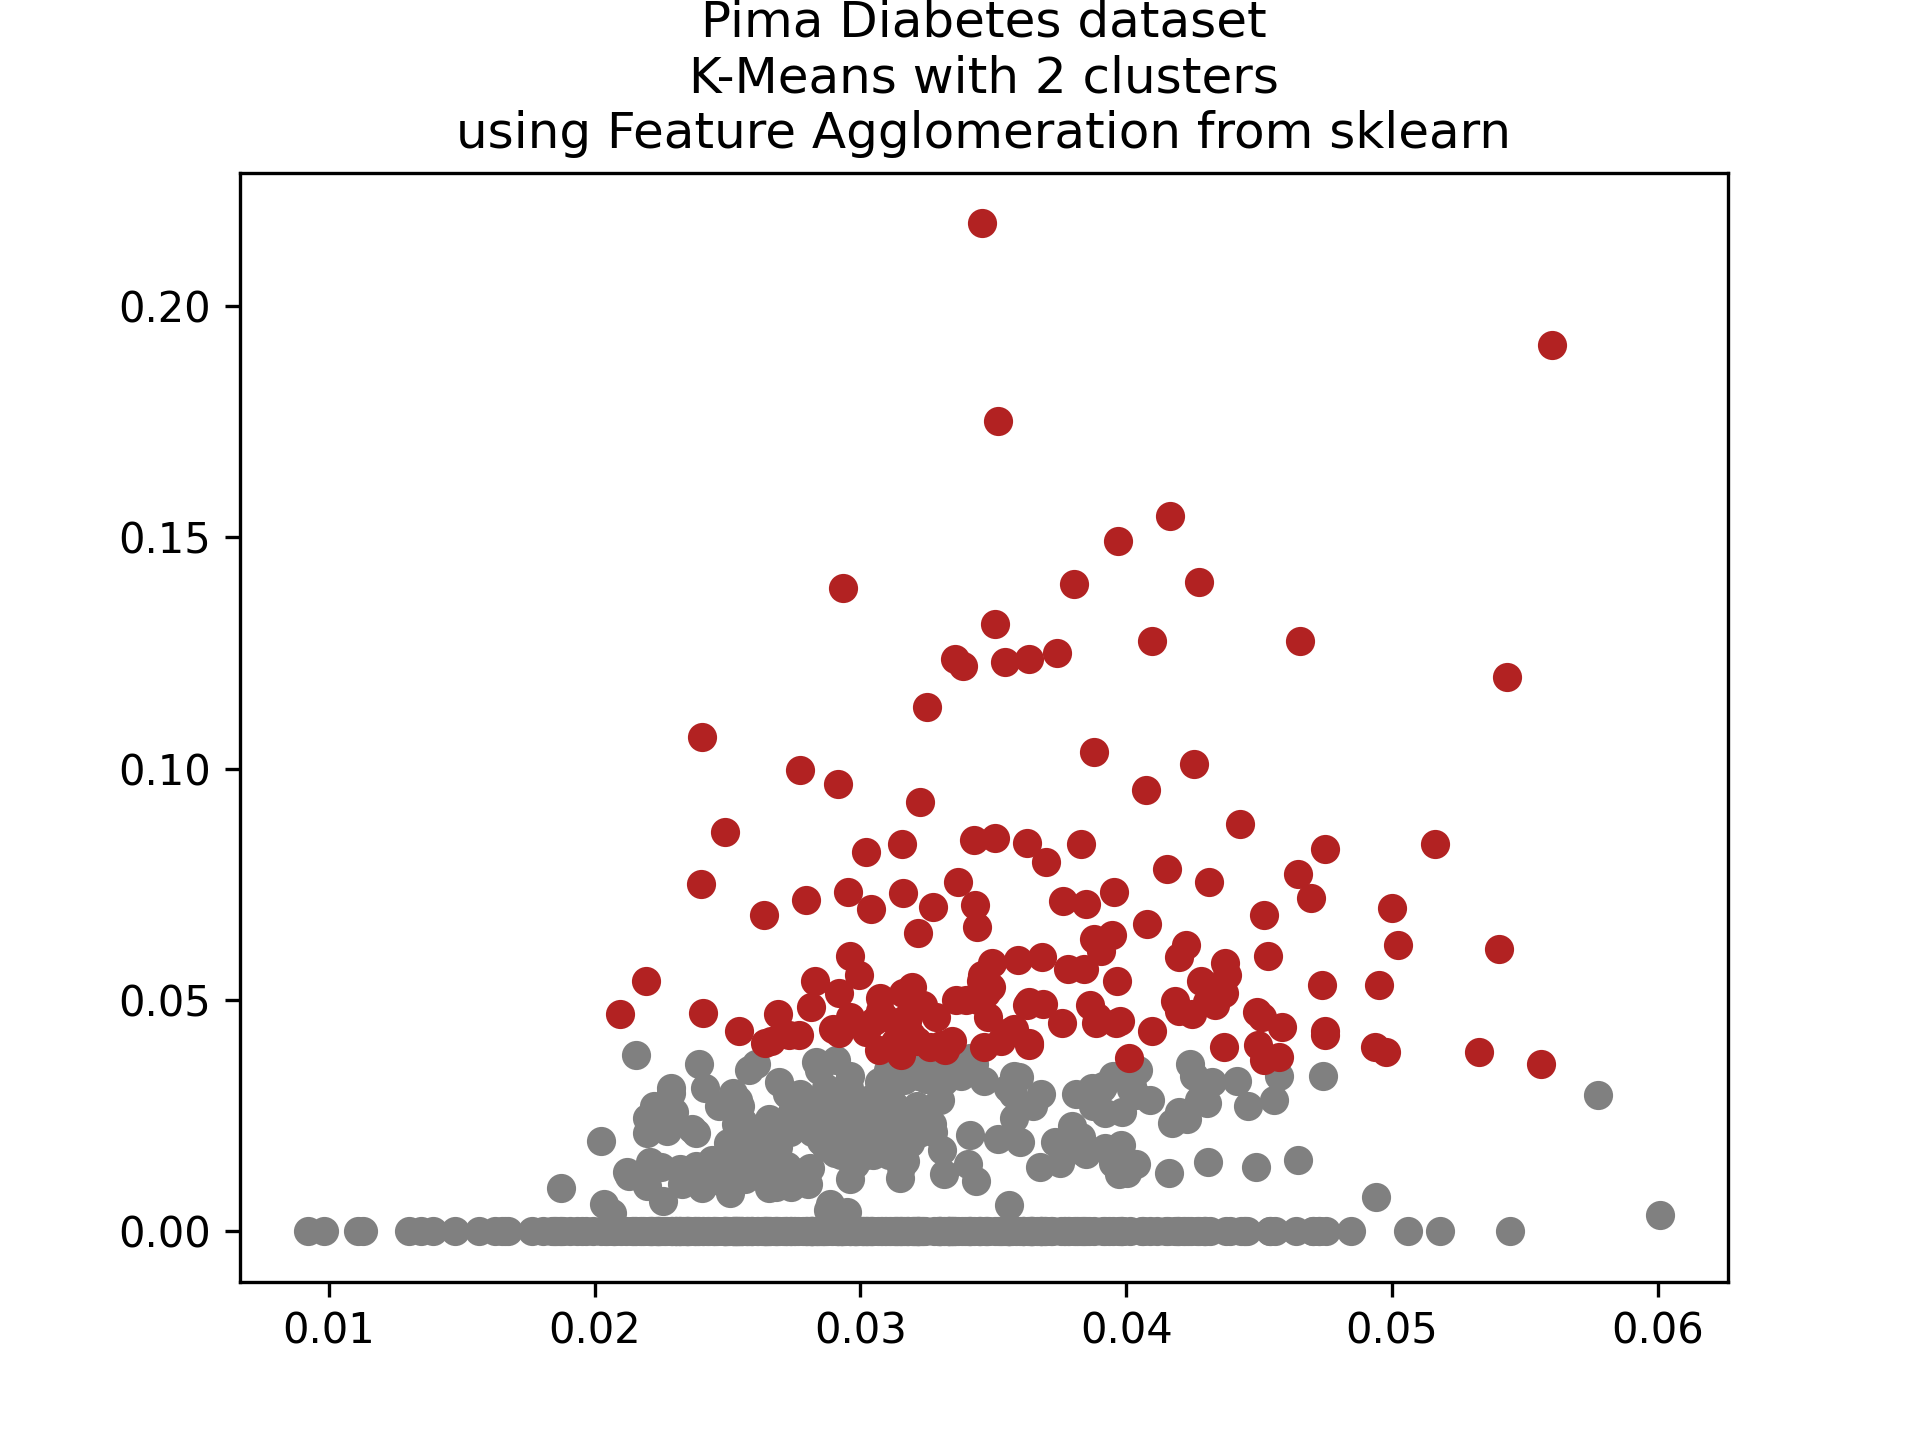 Pima Diabetes dataset
K-Means with 2 clusters
using Feature Agglomeration from sklearn
0.20
0.15
0.10
0.05
0.00
0.01 0.02 0.03 0.04 0.05 0.06